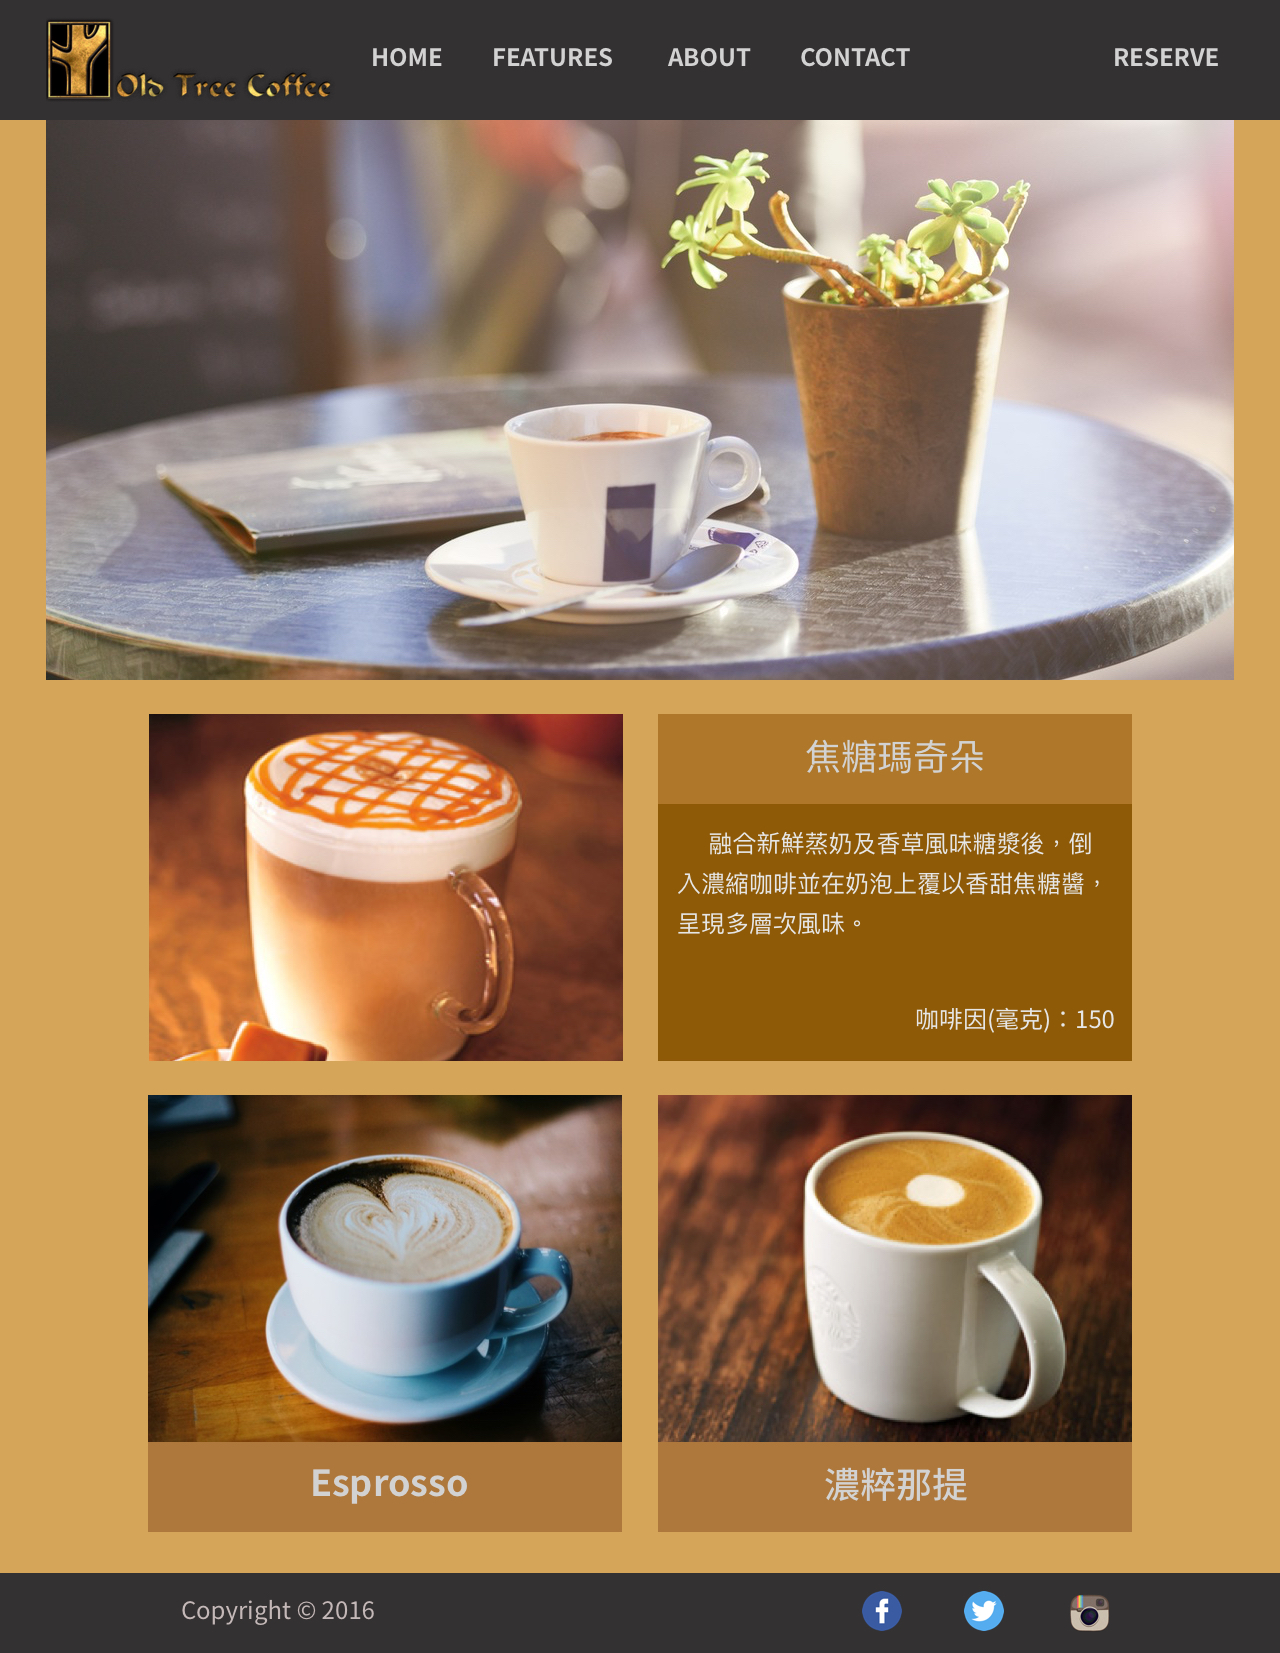 Old Tree Coffee
HOME
FEATURES
ABOUT
CONTACT
RESERVE
焦糖瑪奇朵
融合新鮮蒸奶及香草風味糖漿後，倒
入濃縮咖啡並在奶泡上覆以香甜焦糖醬，
呈現多層次風味。
咖啡因(毫克)：150
Esprosso
濃粹那提
Copyright © 2016